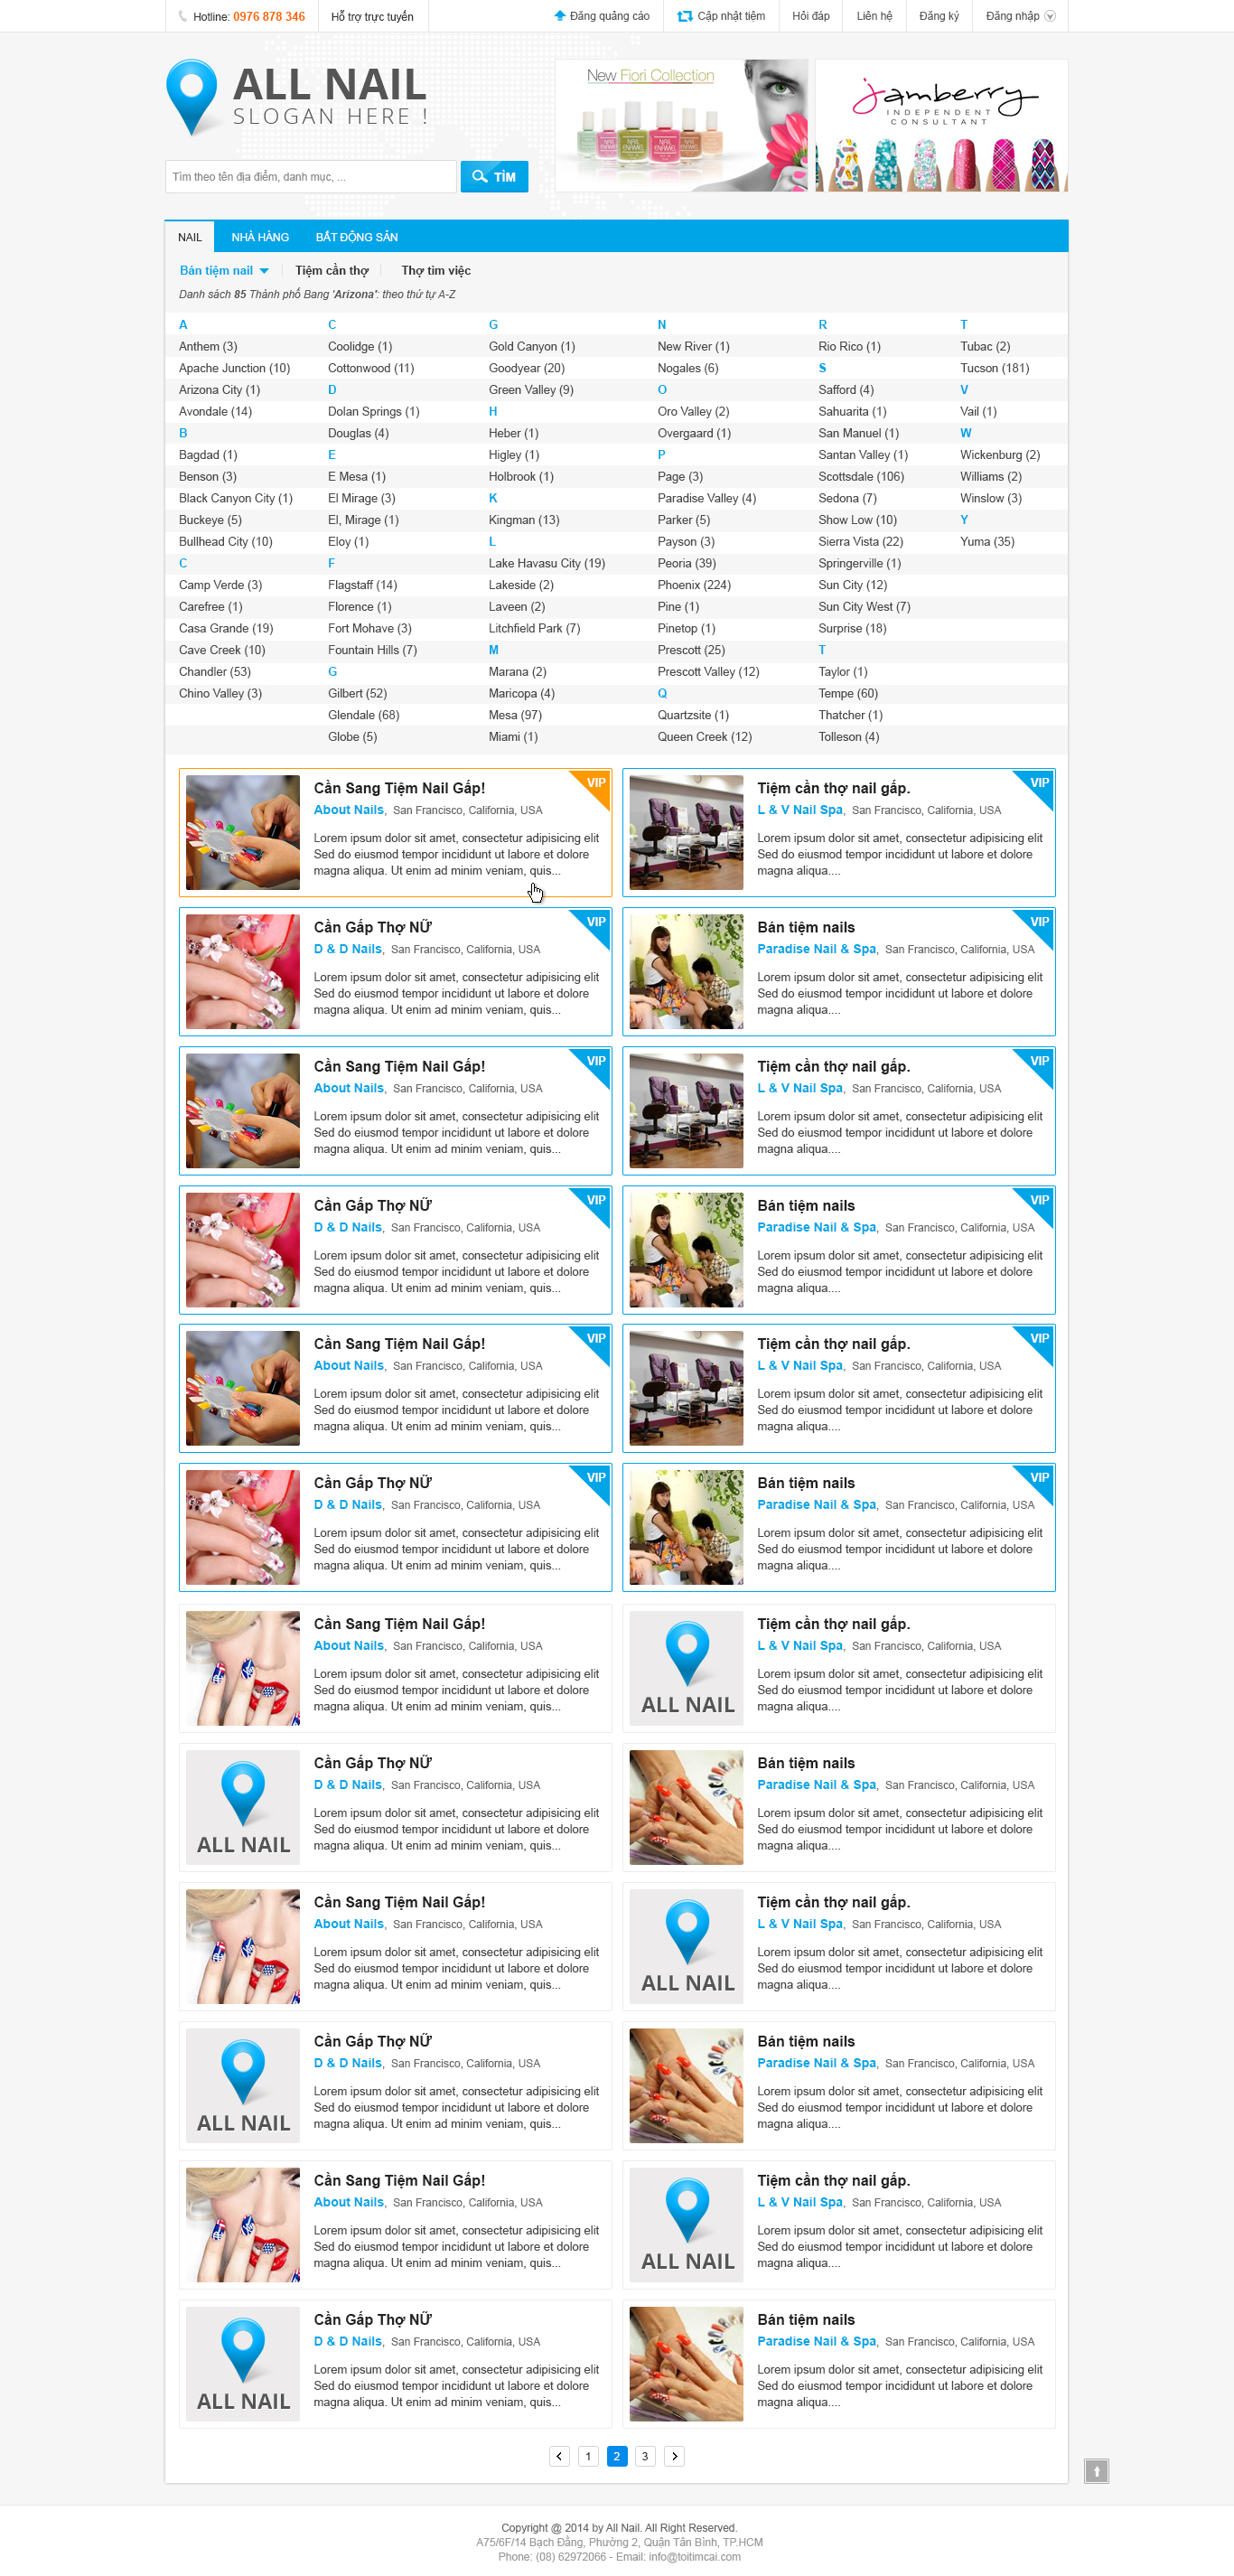 Hotline: 0976 878 346 Hỗ trợ trực tuyến Đăng quảng cáo Cập nhật tiệm Hỏi đáp Liên hệ Đăng ký Đăng nhập
ALL NAIL
SLOGAN HERE !
New Fiori Collection
NAIL ENAMEL NAIL ENAMEL NAIL ENAMEL
jamberry
INDEPENDENT
CONSULTANT
Tìm theo tên địa điểm, danh mục, ... TÌM
NAIL NHÀ HÀNG BẤT ĐỘNG SẢN
Bán tiệm nail Tiệm cần thợ Thợ tìm việc
Danh sách 85 Thành phố Bang 'Arizona': theo thứ tự A-Z
A C G N R T
Anthem (3) Coolidge (1) Gold Canyon (1) New River (1) Rio Rico (1) Tubac (2)
Apache Junction (10) Cottonwood (11) Goodyear (20) Nogales (6) S Tucson (181)
Arizona City (1) D Green Valley (9) O Safford (4) V
Avondale (14) Dolan Springs (1) H Oro Valley (2) Sahuarita (1) Vail (1)
B Douglas (4) Heber (1) Overgaard (1) San Manuel (1) W
Bagdad (1) E Higley (1) P Santan Valley (1) Wickenburg (2)
Benson (3) E Mesa (1) Holbrook (1) Page (3) Scottsdale (106) Williams (2)
Black Canyon City (1) El Mirage (3) K Paradise Valley (4) Sedona (7) Winslow (3)
Buckeye (5) El, Mirage (1) Kingman (13) Parker (5) Show Low (10) Y
Bullhead City (10) Eloy (1) L Payson (3) Sierra Vista (22) Yuma (35)
C F Lake Havasu City (19) Peoria (39) Springerville (1)
Camp Verde (3) Flagstaff (14) Lakeside (2) Phoenix (224) Sun City (12)
Carefree (1) Florence (1) Laveen (2) Pine (1) Sun City West (7)
Casa Grande (19) Fort Mohave (3) Litchfield Park (7) Pinetop (1) Surprise (18)
Cave Creek (10) Fountain Hills (7) M Prescott (25) T
Chandler (53) G Marana (2) Prescott Valley (12) Taylor (1)
Chino Valley (3) Gilbert (52) Maricopa (4) Q Tempe (60)
Glendale (68) Mesa (97) Quartzsite (1) Thatcher (1)
Globe (5) Miami (1) Queen Creek (12) Tolleson (4)
Cần Sang Tiệm Nail Gấp! VIP
About Nails, San Francisco, California, USA
Lorem ipsum dolor sit amet, consectetur adipisicing elit
Sed do eiusmod tempor incididunt ut labore et dolore
magna aliqua. Ut enim ad minim veniam, quis...
Tiệm cần thợ nail gấp. VIP
L & V Nail Spa, San Francisco, California, USA
Lorem ipsum dolor sit amet, consectetur adipisicing elit
Sed do eiusmod tempor incididunt ut labore et dolore
magna aliqua....
Cần Gấp Thợ NỮ VIP
D & D Nails, San Francisco, California, USA
Lorem ipsum dolor sit amet, consectetur adipisicing elit
Sed do eiusmod tempor incididunt ut labore et dolore
magna aliqua. Ut enim ad minim veniam, quis...
Bán tiệm nails VIP
Paradise Nail & Spa, San Francisco, California, USA
Lorem ipsum dolor sit amet, consectetur adipisicing elit
Sed do eiusmod tempor incididunt ut labore et dolore
magna aliqua....
Cần Sang Tiệm Nail Gấp! VIP
About Nails, San Francisco, California, USA
Lorem ipsum dolor sit amet, consectetur adipisicing elit
Sed do eiusmod tempor incididunt ut labore et dolore
magna aliqua. Ut enim ad minim veniam, quis...
Tiệm cần thợ nail gấp. VIP
L & V Nail Spa, San Francisco, California, USA
Lorem ipsum dolor sit amet, consectetur adipisicing elit
Sed do eiusmod tempor incididunt ut labore et dolore
magna aliqua....
Cần Gấp Thợ NỮ VIP
D & D Nails, San Francisco, California, USA
Lorem ipsum dolor sit amet, consectetur adipisicing elit
Sed do eiusmod tempor incididunt ut labore et dolore
magna aliqua. Ut enim ad minim veniam, quis...
Bán tiệm nails VIP
Paradise Nail & Spa, San Francisco, California, USA
Lorem ipsum dolor sit amet, consectetur adipisicing elit
Sed do eiusmod tempor incididunt ut labore et dolore
magna aliqua....
Cần Sang Tiệm Nail Gấp! VIP
About Nails, San Francisco, California, USA
Lorem ipsum dolor sit amet, consectetur adipisicing elit
Sed do eiusmod tempor incididunt ut labore et dolore
magna aliqua. Ut enim ad minim veniam, quis...
Tiệm cần thợ nail gấp. VIP
L & V Nail Spa, San Francisco, California, USA
Lorem ipsum dolor sit amet, consectetur adipisicing elit
Sed do eiusmod tempor incididunt ut labore et dolore
magna aliqua....
Cần Gấp Thợ NỮ VIP
D & D Nails, San Francisco, California, USA
Lorem ipsum dolor sit amet, consectetur adipisicing elit
Sed do eiusmod tempor incididunt ut labore et dolore
magna aliqua. Ut enim ad minim veniam, quis...
Bán tiệm nails VIP
Paradise Nail & Spa, San Francisco, California, USA
Lorem ipsum dolor sit amet, consectetur adipisicing elit
Sed do eiusmod tempor incididunt ut labore et dolore
magna aliqua....
Cần Sang Tiệm Nail Gấp!
About Nails, San Francisco, California, USA
Lorem ipsum dolor sit amet, consectetur adipisicing elit
Sed do eiusmod tempor incididunt ut labore et dolore
magna aliqua. Ut enim ad minim veniam, quis...
ALL NAIL
Tiệm cần thợ nail gấp.
L & V Nail Spa, San Francisco, California, USA
Lorem ipsum dolor sit amet, consectetur adipisicing elit
Sed do eiusmod tempor incididunt ut labore et dolore
magna aliqua....
ALL NAIL
Cần Gấp Thợ NỮ
D & D Nails, San Francisco, California, USA
Lorem ipsum dolor sit amet, consectetur adipisicing elit
Sed do eiusmod tempor incididunt ut labore et dolore
magna aliqua. Ut enim ad minim veniam, quis...
Bán tiệm nails
Paradise Nail & Spa, San Francisco, California, USA
Lorem ipsum dolor sit amet, consectetur adipisicing elit
Sed do eiusmod tempor incididunt ut labore et dolore
magna aliqua....
Cần Sang Tiệm Nail Gấp!
About Nails, San Francisco, California, USA
Lorem ipsum dolor sit amet, consectetur adipisicing elit
Sed do eiusmod tempor incididunt ut labore et dolore
magna aliqua. Ut enim ad minim veniam, quis...
ALL NAIL
Tiệm cần thợ nail gấp.
L & V Nail Spa, San Francisco, California, USA
Lorem ipsum dolor sit amet, consectetur adipisicing elit
Sed do eiusmod tempor incididunt ut labore et dolore
magna aliqua....
ALL NAIL
Cần Gấp Thợ NỮ
D & D Nails, San Francisco, California, USA
Lorem ipsum dolor sit amet, consectetur adipisicing elit
Sed do eiusmod tempor incididunt ut labore et dolore
magna aliqua. Ut enim ad minim veniam, quis...
Bán tiệm nails
Paradise Nail & Spa, San Francisco, California, USA
Lorem ipsum dolor sit amet, consectetur adipisicing elit
Sed do eiusmod tempor incididunt ut labore et dolore
magna aliqua....
Cần Sang Tiệm Nail Gấp!
About Nails, San Francisco, California, USA
Lorem ipsum dolor sit amet, consectetur adipisicing elit
Sed do eiusmod tempor incididunt ut labore et dolore
magna aliqua. Ut enim ad minim veniam, quis...
ALL NAIL
Tiệm cần thợ nail gấp.
L & V Nail Spa, San Francisco, California, USA
Lorem ipsum dolor sit amet, consectetur adipisicing elit
Sed do eiusmod tempor incididunt ut labore et dolore
magna aliqua....
ALL NAIL
Cần Gấp Thợ NỮ
D & D Nails, San Francisco, California, USA
Lorem ipsum dolor sit amet, consectetur adipisicing elit
Sed do eiusmod tempor incididunt ut labore et dolore
magna aliqua. Ut enim ad minim veniam, quis...
Bán tiệm nails
Paradise Nail & Spa, San Francisco, California, USA
Lorem ipsum dolor sit amet, consectetur adipisicing elit
Sed do eiusmod tempor incididunt ut labore et dolore
magna aliqua....
1 2 3
Copyright @ 2014 by All Nail. All Right Reserved.
A75/6F/14 Bạch Đằng, Phường 2, Quận Tân Bình, TP.HCM
Phone: (08) 62972066 - Email: info@toitimcai.com